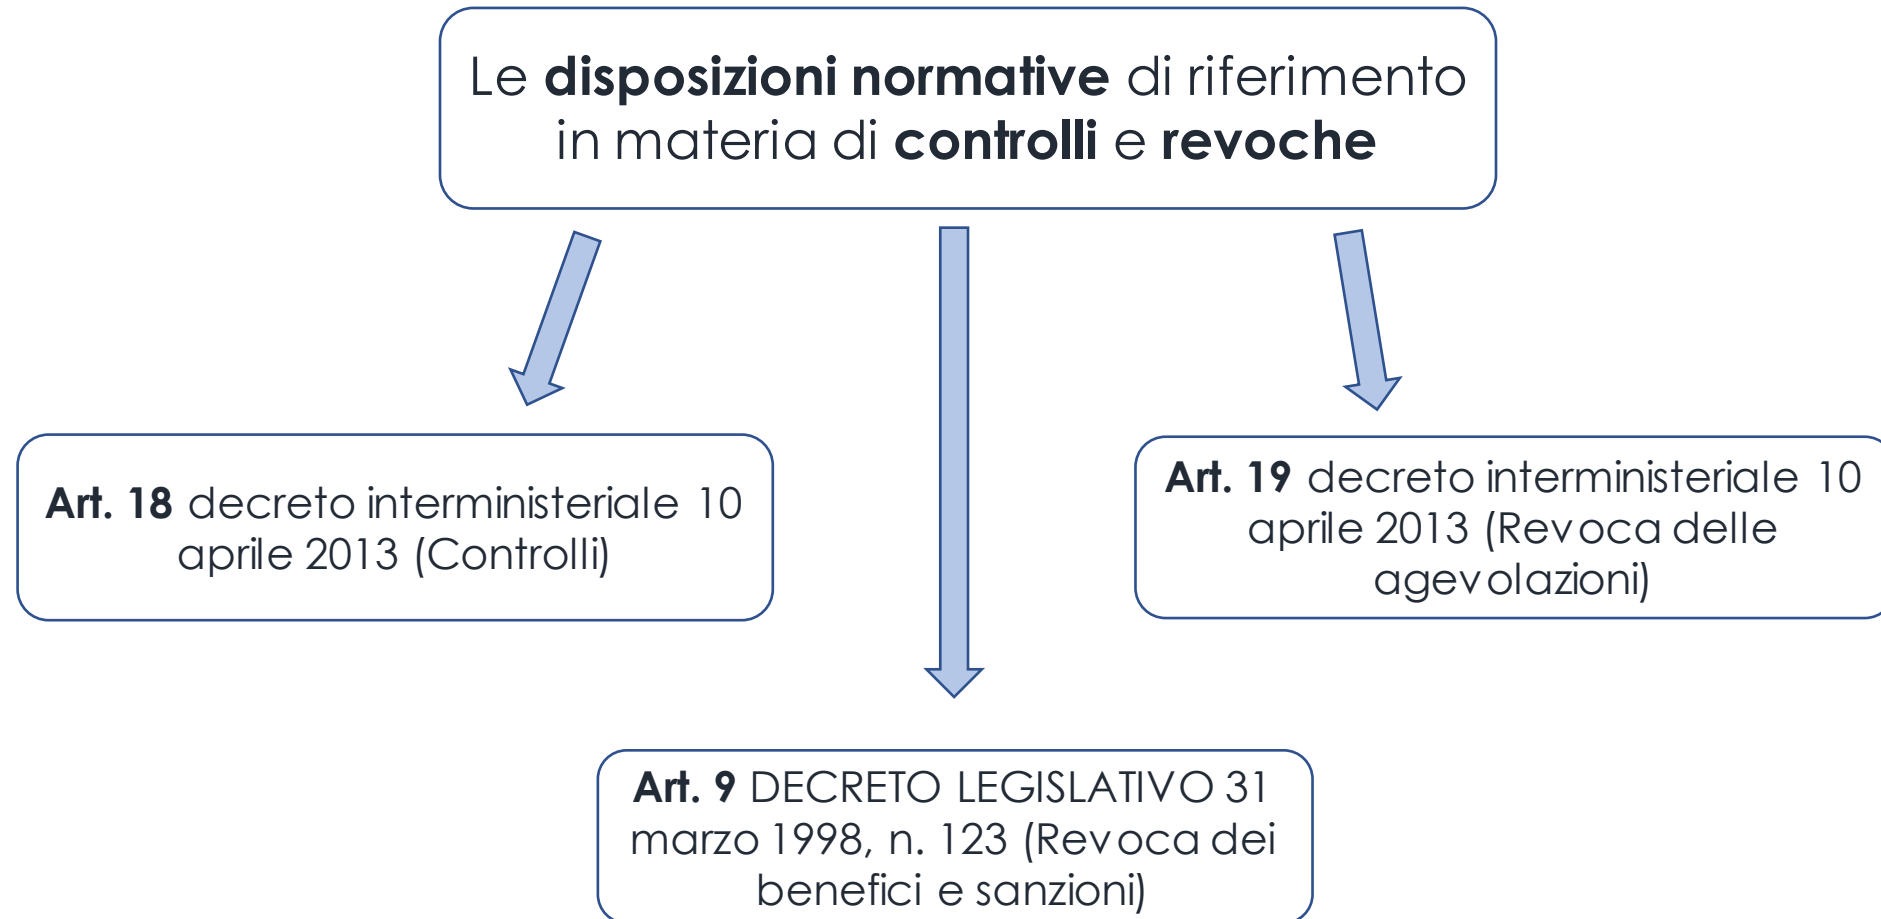 Le disposizioni normative di riferimento
in materia di controlli e revoche
Art. 18 decreto interministeriale 10
aprile 2013 (Controlli)
Art. 19 decreto interministeriale 10
aprile 2013 (Revoca delle
agevolazioni)
Art. 9 DECRETO LEGISLATIVO 31
marzo 1998, n. 123 (Revoca dei
benefici e sanzioni)